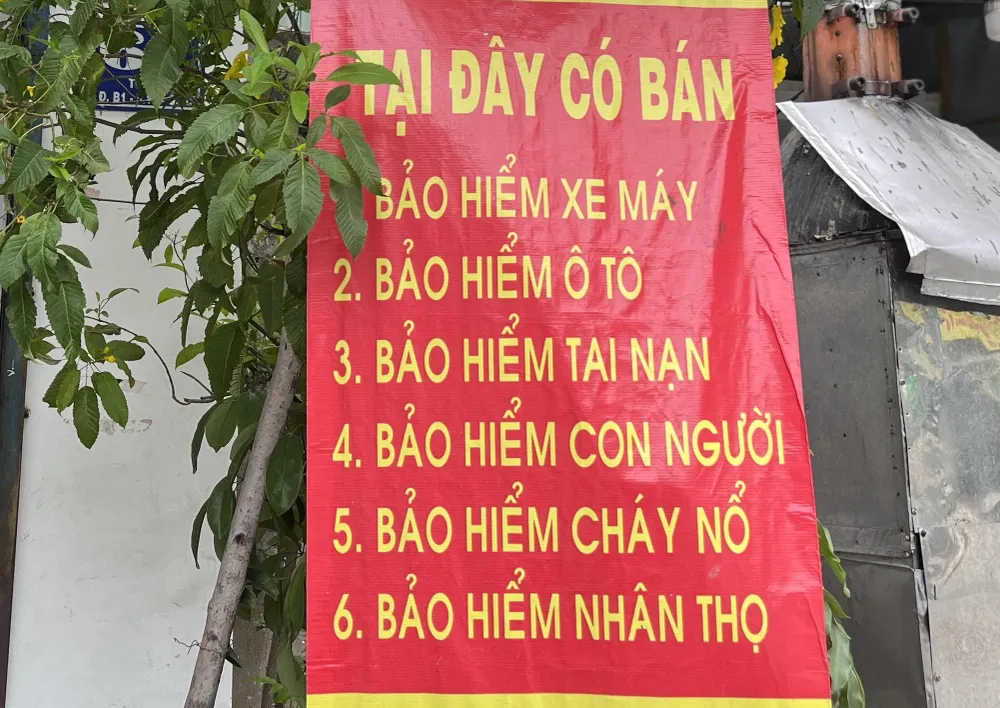 TẠI ĐÂY CÓ BÁN
BẢO HIỂM XE MÁY
2. BẢO HIỂM Ô TÔ
3. BẢO HIỂM TAI NẠN
4. BẢO HIỂM CON NGƯỜI
5. BẢO HIỂM CHÁY NỔ
6. BẢO HIỂM NHÂN THỌ